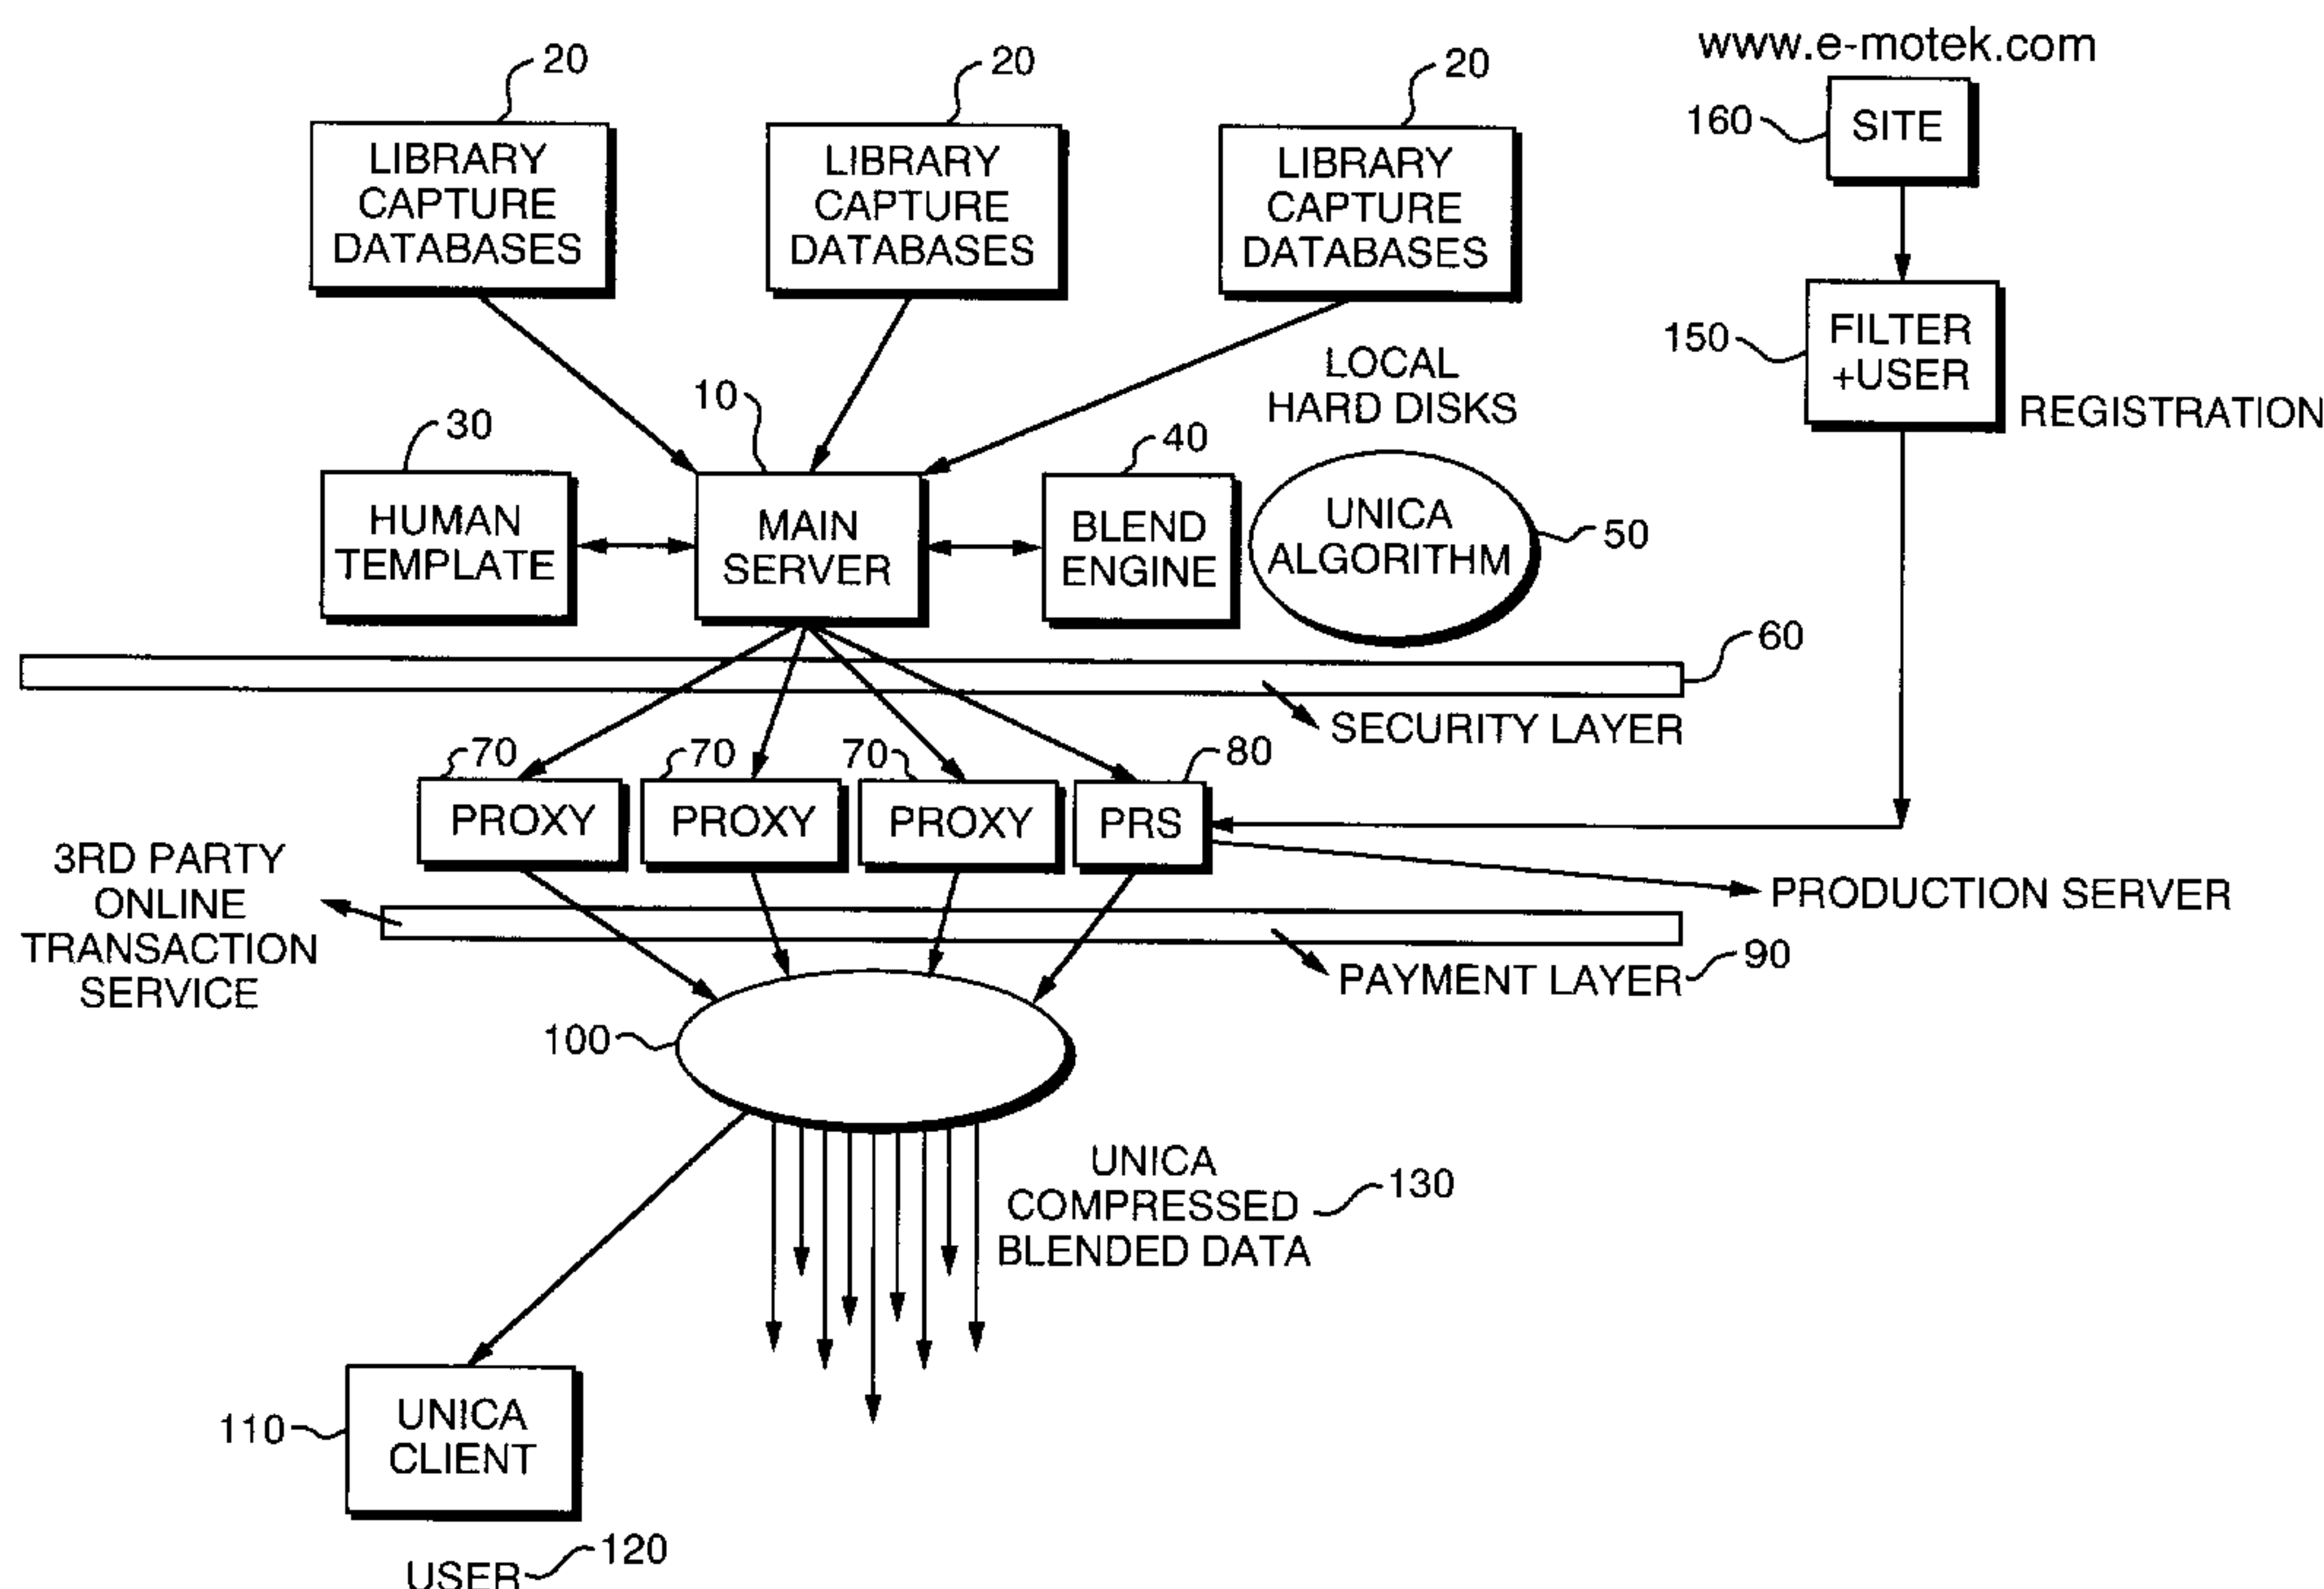 www.e-motek.com
20
20
20
160
SITE
LIBRARY
CAPTURE
DATABASES
LIBRARY
CAPTURE
DATABASES
LIBRARY
CAPTURE
DATABASES
150
FILTER
+USER
REGISTRATION
LOCAL
HARD DISKS
10
30
40
HUMAN
TEMPLATE
MAIN
SERVER
BLEND
ENGINE
UNICA
ALGORITHM
50
60
SECURITY LAYER
70
70
70
80
PROXY
PROXY
PROXY
PRS
3RD PARTY
ONLINE
TRANSACTION
SERVICE
PRODUCTION SERVER
PAYMENT LAYER
90
100
UNICA
COMPRESSED
BLENDED DATA
130
110
UNICA
CLIENT
USER
120